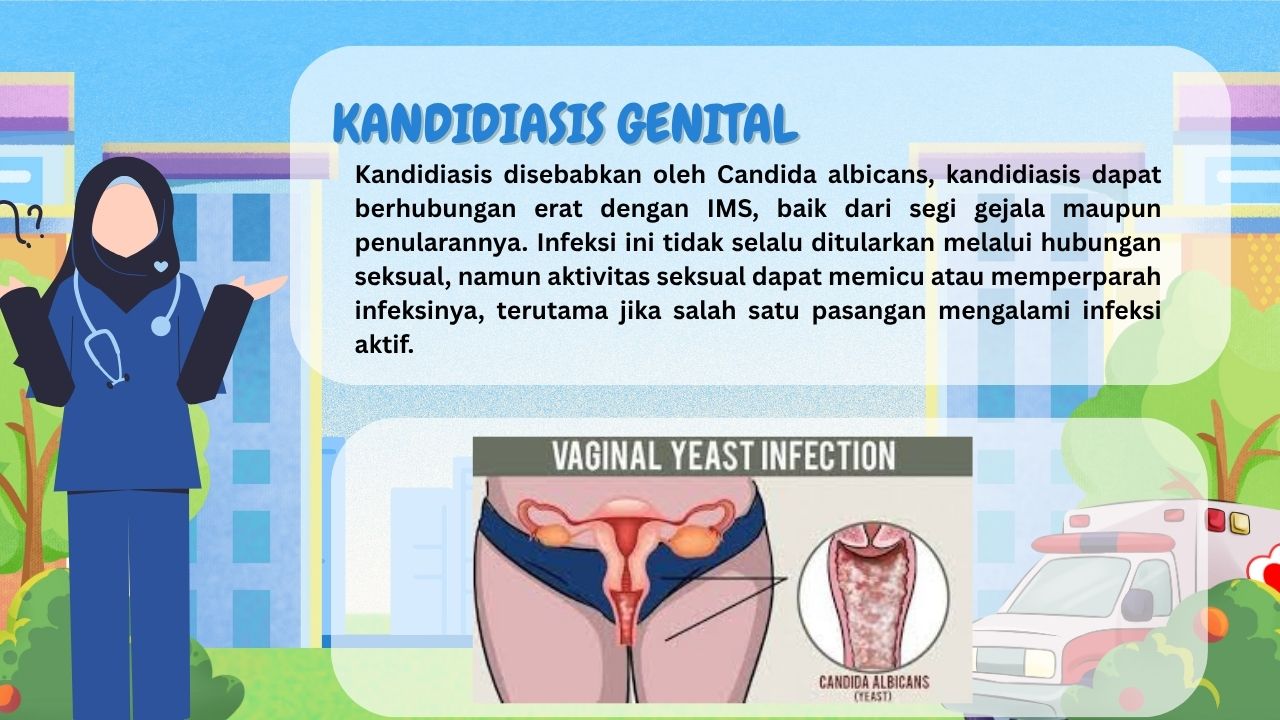 KANDIDIASIS GENITAL
Kandidiasis disebabkan oleh Candida albicans, kandidiasis dapat
berhubungan erat dengan IMS, baik dari segi gejala maupun
penularannya. Infeksi ini tidak selalu ditularkan melalui hubungan
seksual, namun aktivitas seksual dapat memicu atau memperparah
infeksinya, terutama jika salah satu pasangan mengalami infeksi
aktif.
??
VAGINAL YEAST INFECTION
CANDIDA ALBICANS
(YEAST)